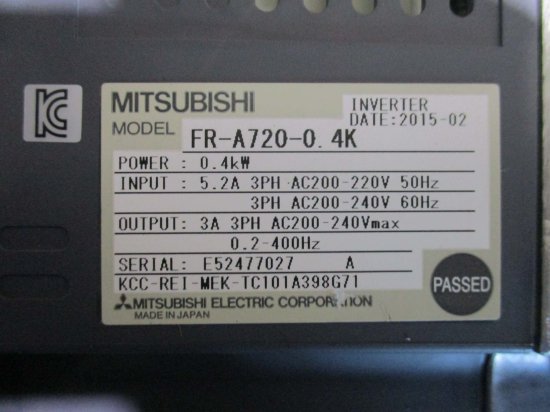 MITSUBISHI
INVERTER
DATE:2015-02
MODEL FR-A720-0.4K
POWER : 0.4kW
INPUT : 5.2A 3PH AC200-220V 50Hz
3PH AC200-240V 60Hz
OUTPUT: 3A 3PH AC200-240Vmax
0.2-400Hz
SERIAL: E52477027 A
KCC-REI-MEK-TC101A398G71
PASSED
MITSUBISHI ELECTRIC CORPORATION
MADE IN JAPAN